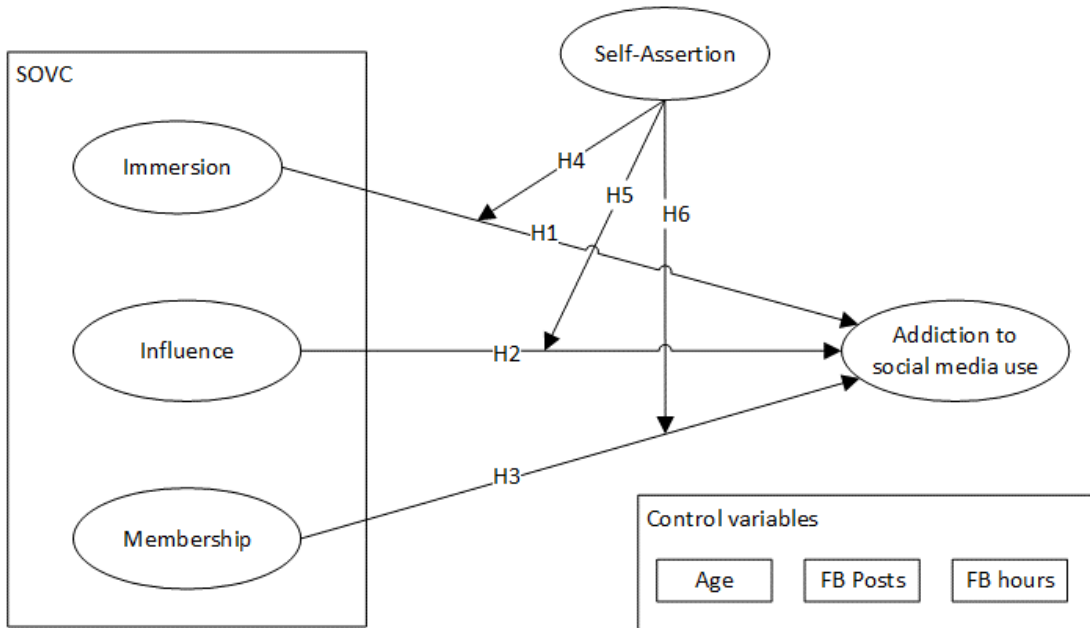 SOVC
Self-Assertion
Immersion
H4
H5
H6
H1
Influence
H2
Addiction to
social media use
H3
Membership
Control variables
Age
FB Posts
FB hours